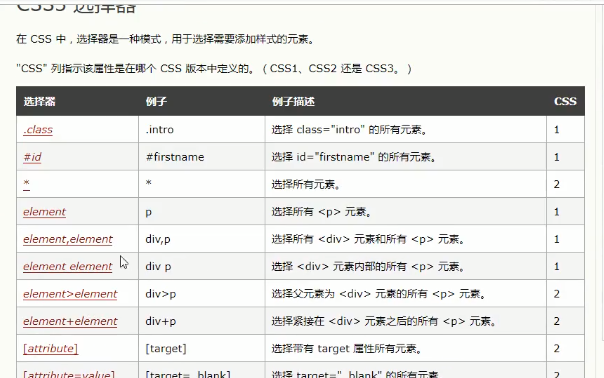 CSS3 选择器
在 CSS 中，选择器是一种模式，用于选择需要添加样式的元素。
"CSS" 列指示该属性是在哪个 CSS 版本中定义的。（CSS1、CSS2 还是 CSS3。）
选择器 例子 例子描述 CSS
.class .intro 选择 class="intro" 的所有元素。 1
#id #firstname 选择 id="firstname" 的所有元素。 1
* * 选择所有元素。 2
element p 选择所有 <p> 元素。 1
element,element div,p 选择所有 <div> 元素和所有 <p> 元素。 1
element element div p 选择 <div> 元素内部的所有 <p> 元素。 1
element>element div>p 选择父元素为 <div> 元素的所有 <p> 元素。 2
element+element div+p 选择紧接在 <div> 元素之后的所有 <p> 元素。 2
[attribute] [target] 选择带有 target 属性所有元素。 2
[attribute=value] [target=_blank] 选择 target="_blank" 的所有元素。 2